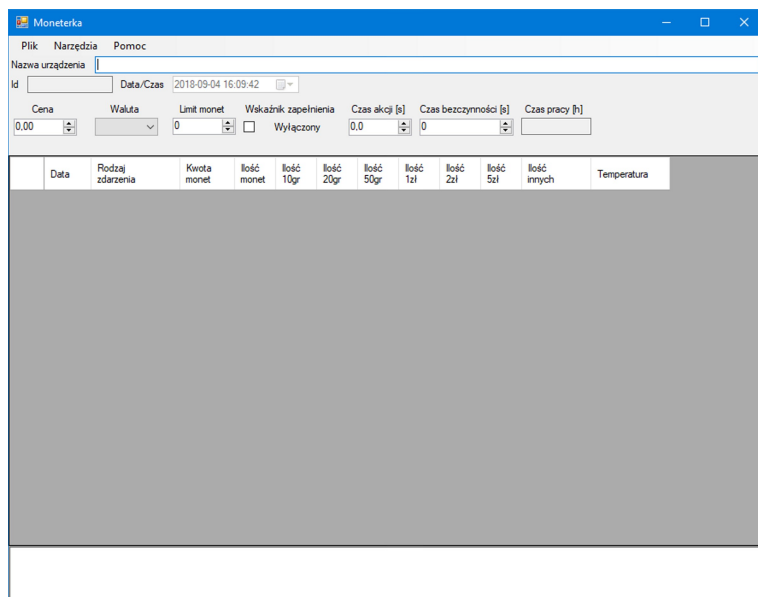 Moneterka
Plik Narzędzia Pomoc
Nazwa urządzenia
Id Data/Czas 2018-09-04 16:09:42
Cena Waluta Limit monet Wskaźnik zapełnienia Czas akcji [s] Czas bezczynności [s] Czas pracy [h]
0,00 0 Wyłączony 0,0 0
Data Rodzaj zdarzenia Kwota monet Ilość monet Ilość 10gr Ilość 20gr Ilość 50gr Ilość 1zł Ilość 2zł Ilość 5zł Ilość innych Temperatura